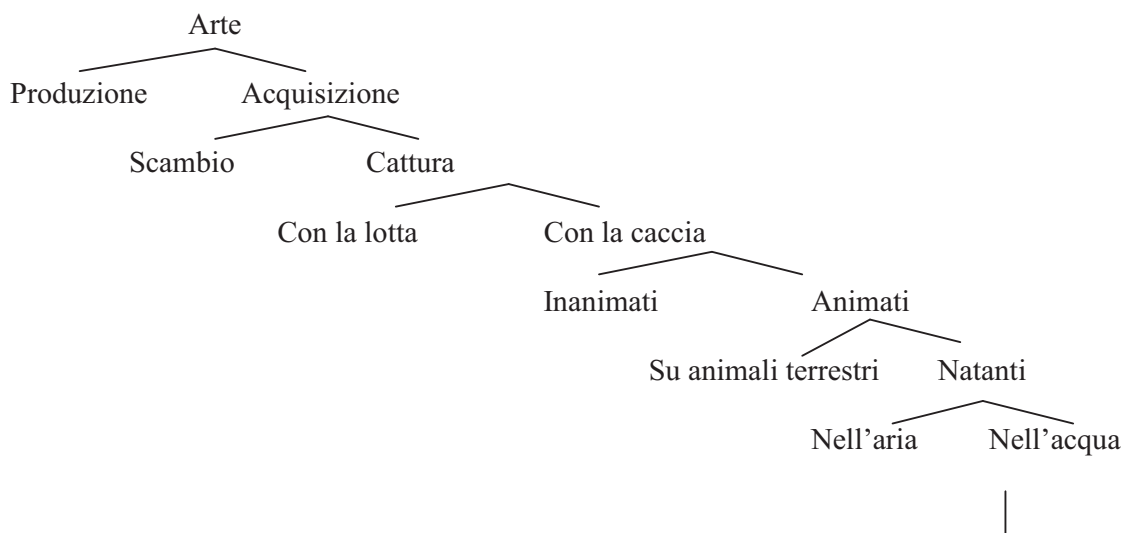 Arte
Produzione Acquisizione
Scambio Cattura
Con la lotta Con la caccia
Inanimati Animati
Su animali terrestri Natanti
Nell’aria Nell’acqua